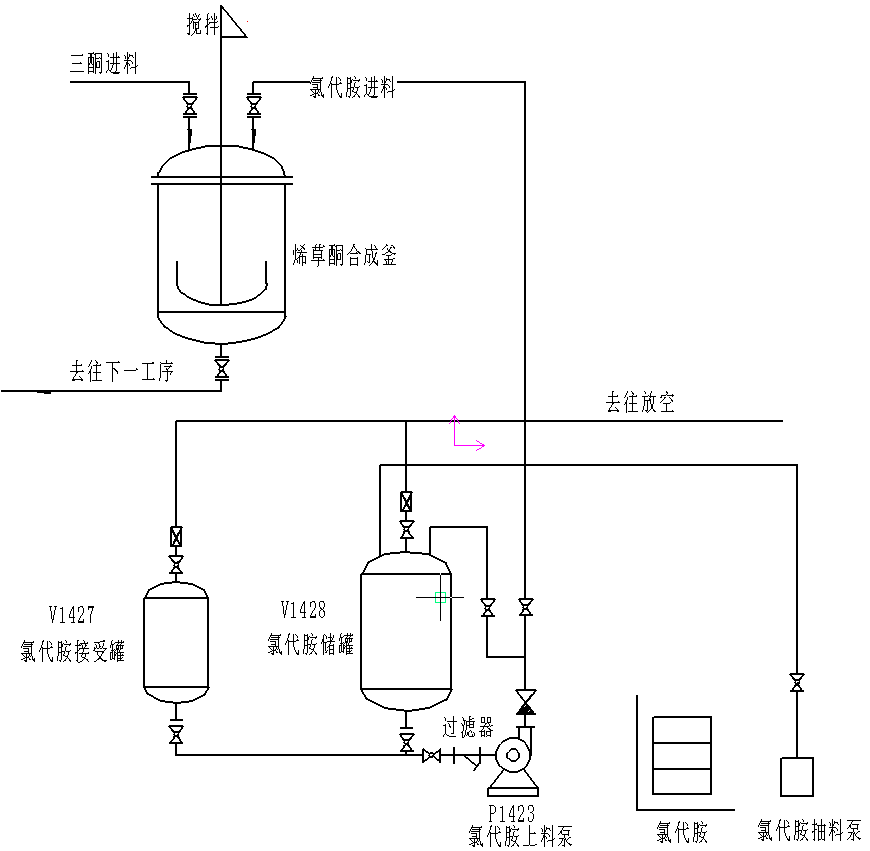 搅拌
三酮进料
氯代胺进料
烯草酮合成釜
去往下一工序
去往放空
V1427
氯代胺接受罐
V1428
氯代胺储罐
过滤器
P1423
氯代胺上料泵
氯代胺
氯代胺抽料泵